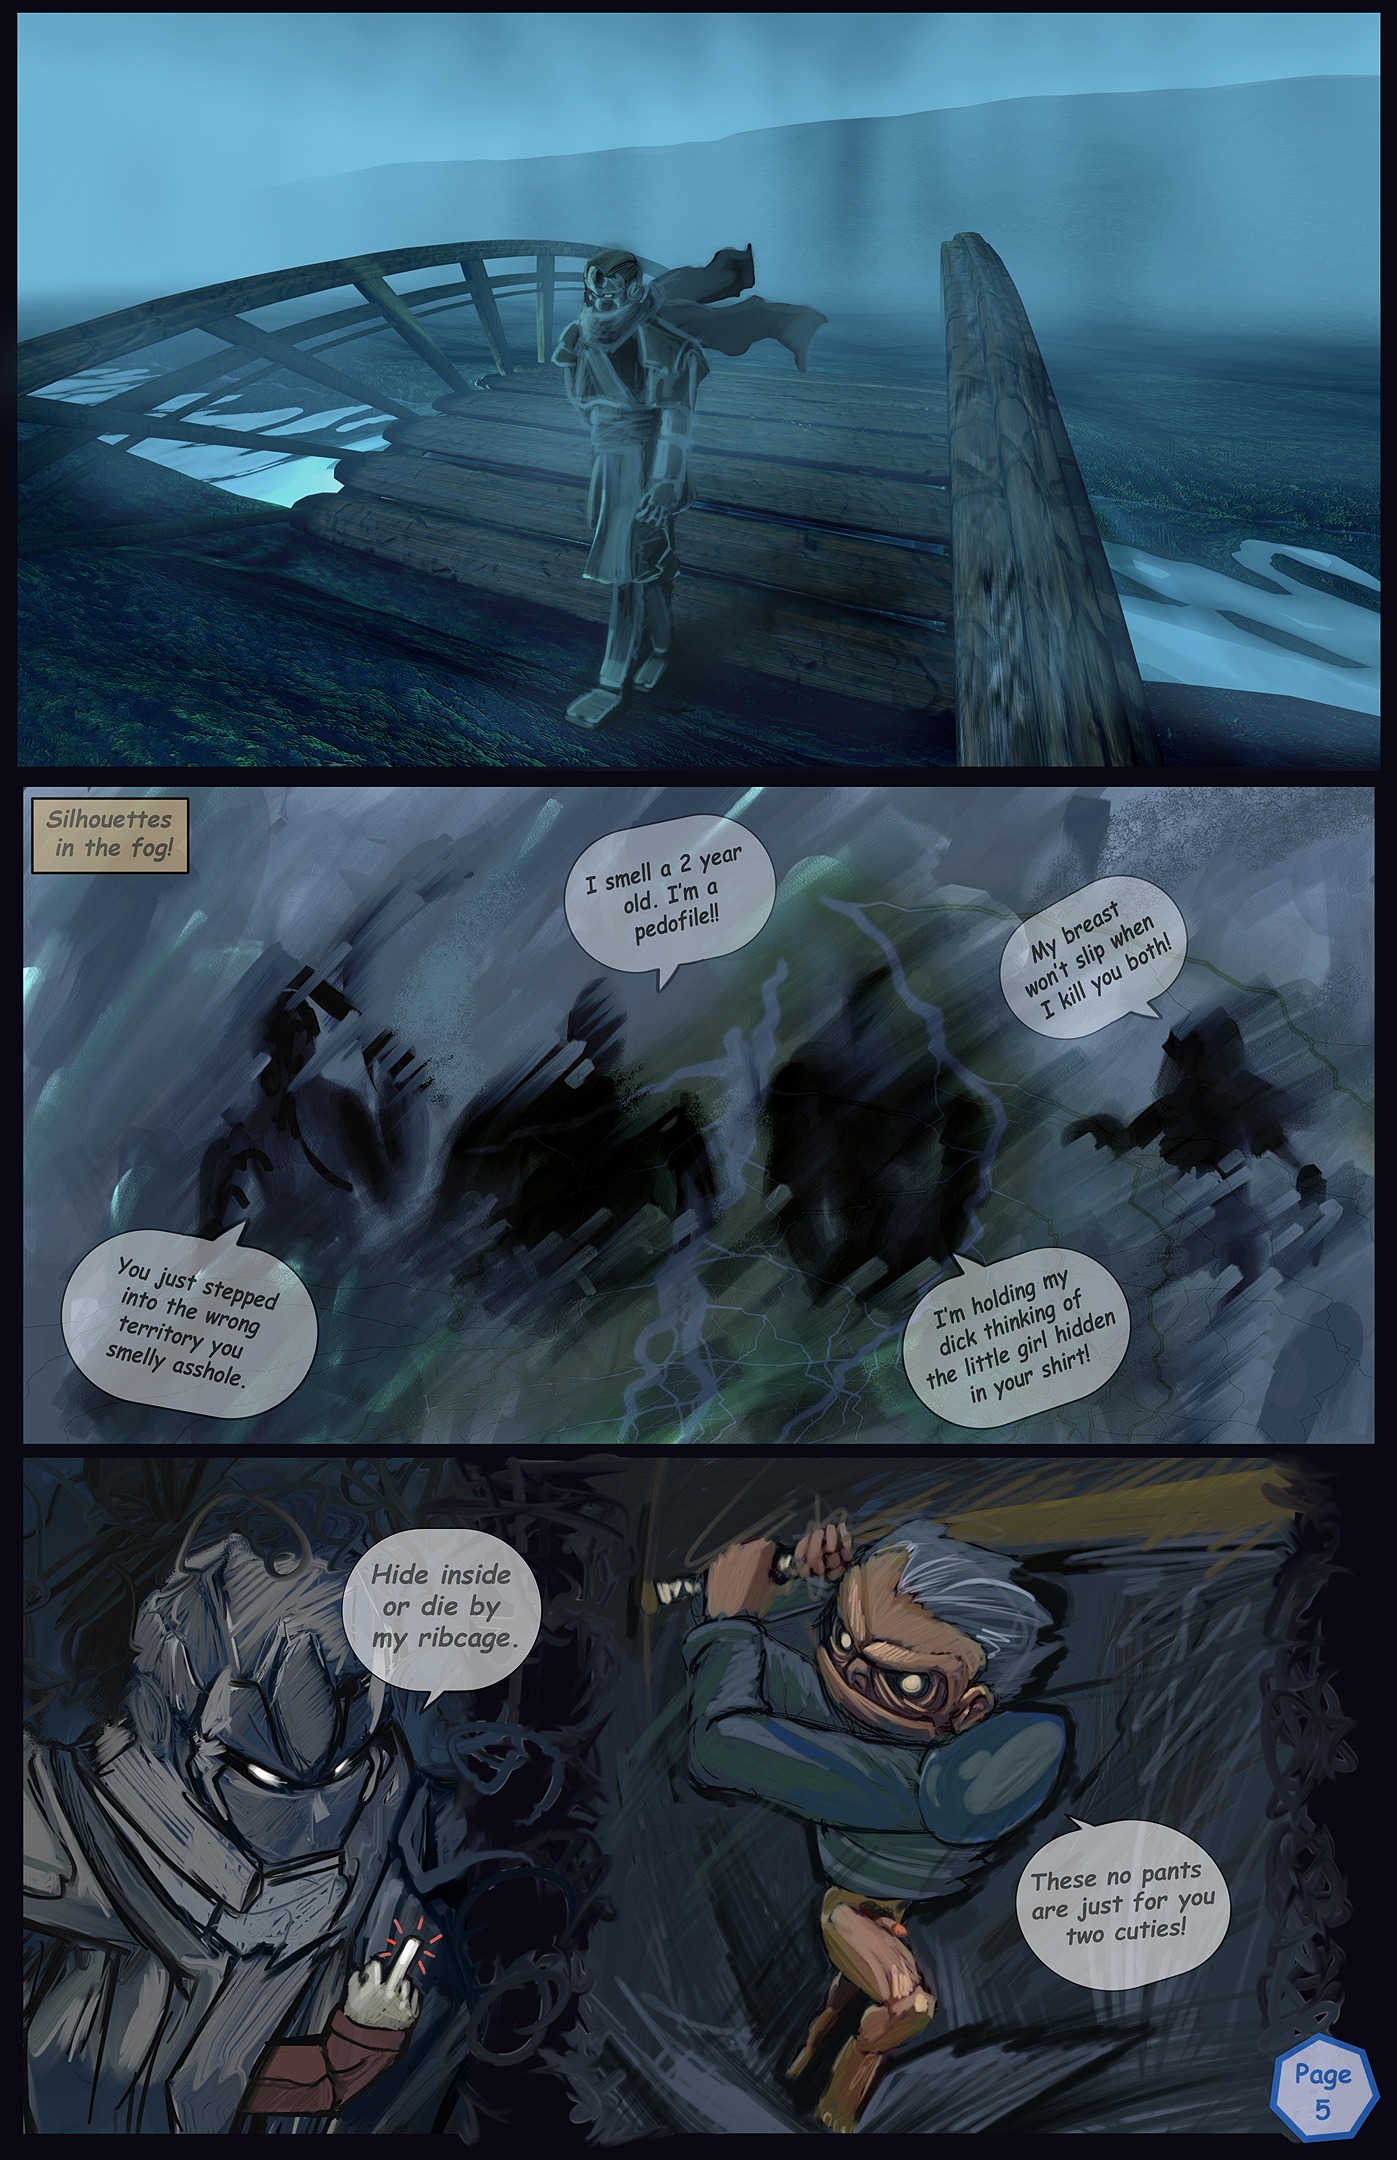 Silhouettes
in the fog!
I smell a 2 year
old. I'm a
pedofile!!
My breast
won't slip when
I kill you both!
You just stepped
into the wrong
territory you
smelly asshole.
I'm holding my
dick thinking of
the little girl hidden
in your shirt!
Hide inside
or die by
my ribcage.
These no pants
are just for you
two cuties!
Page
5